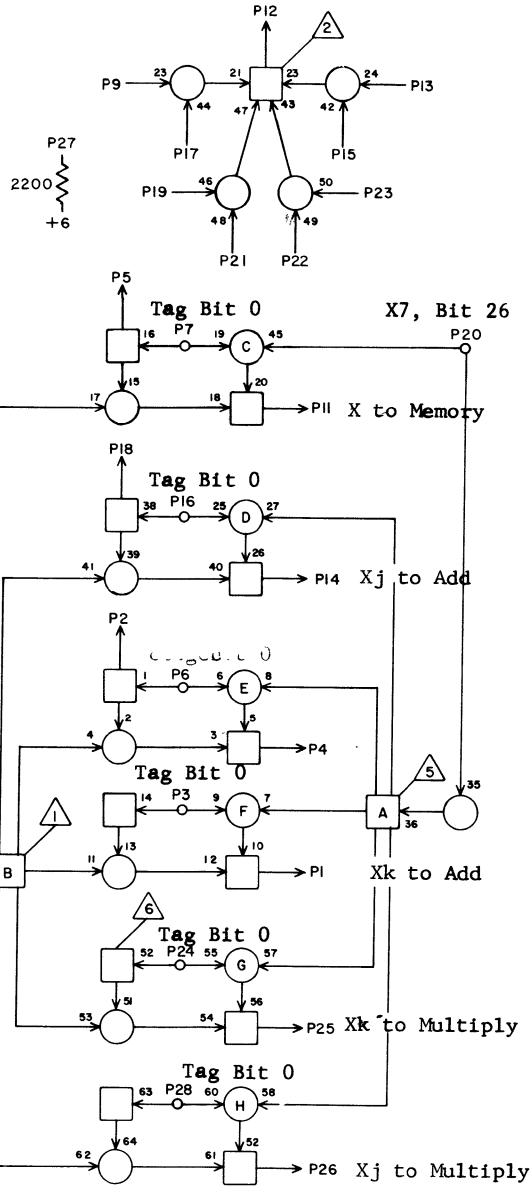 P12
2
P9 23 21 23 24 P13
44 47 43 42
P17 P15
P27
2200
+6
P19 46 50 P23
48 49
P21 P22
P5
Tag Bit 0 X7, Bit 26
P7 P20
16 19 C 45
15 20
17 18 P11 X to Memory
P18
Tag Bit 0
P16
38 25 D 27
39 26
41 40 P14 Xj to Add
P2
0
P6
1 6 E 8
2 5
4 3 P4
Tag Bit 0
P3
5
14 9 F 7 A 36 35
1
13 10
B 11 12 P1 Xk to Add
6
Tag Bit 0
P24
52 55 G 57
51 56
53 54 P25 Xk to Multiply
Tag Bit 0
P28
63 60 H 58
64 52
62 61 P26 Xj to Multiply